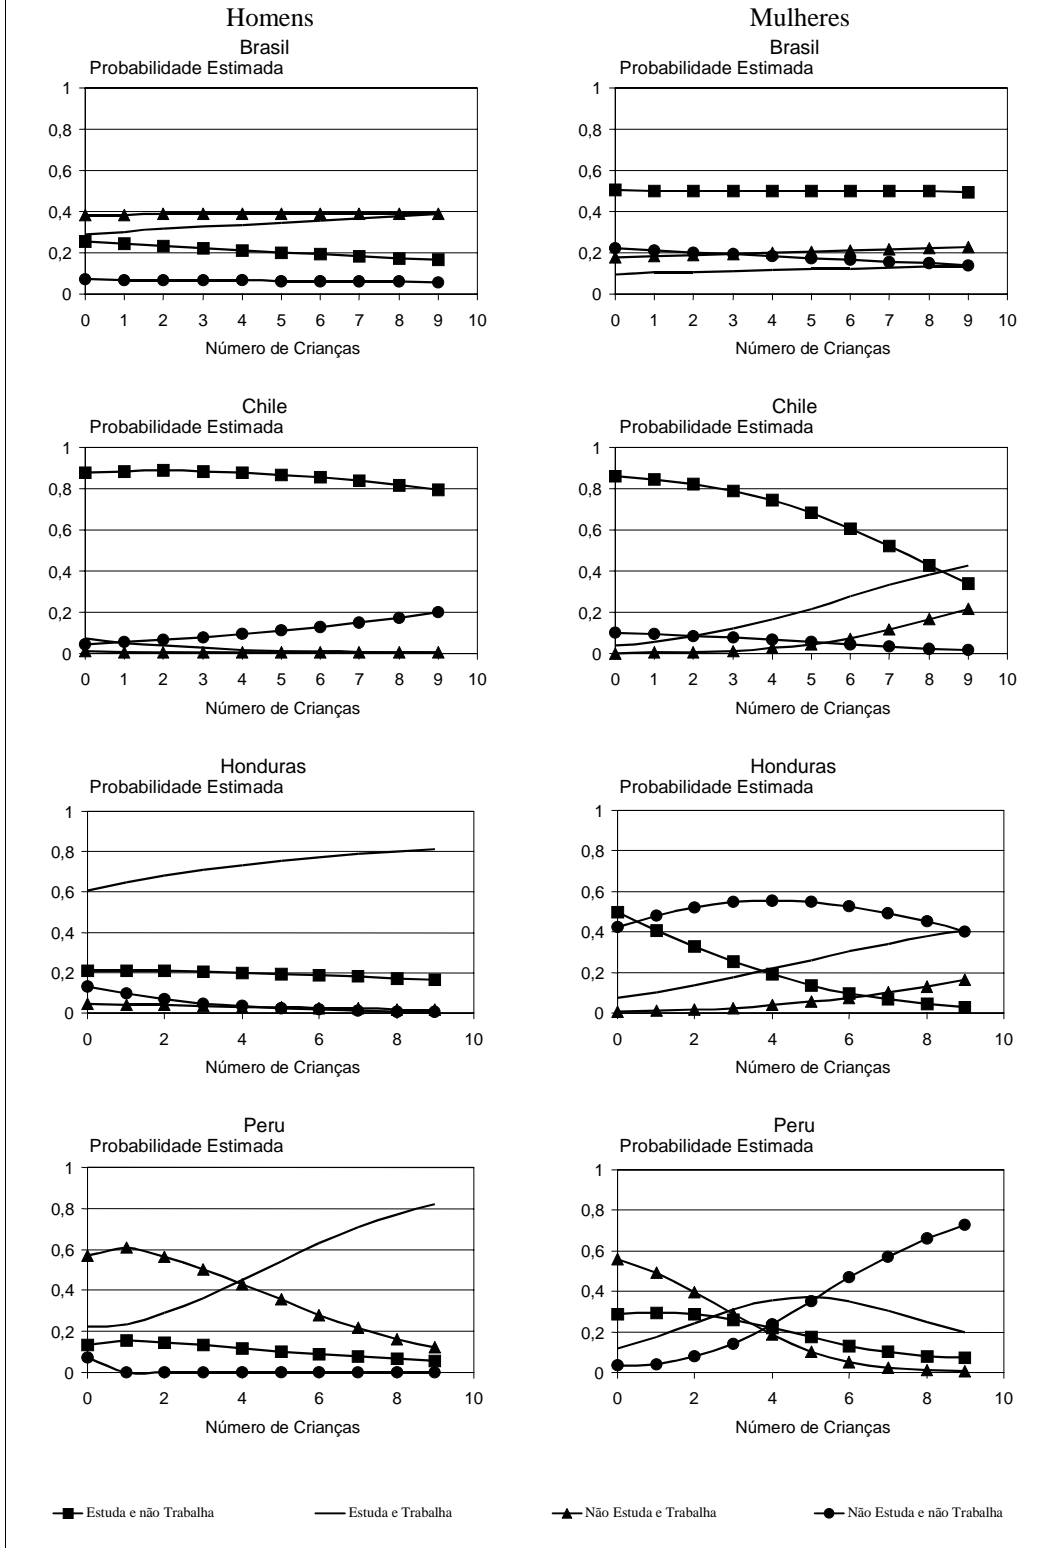 Homens
Mulheres
Brasil
Probabilidade Estimada
1
0,8
0,6
0,4
0,2
0
0 1 2 3 4 5 6 7 8 9 10
Número de Crianças
Brasil
Probabilidade Estimada
1
0,8
0,6
0,4
0,2
0
0 1 2 3 4 5 6 7 8 9 10
Número de Crianças
Chile
Probabilidade Estimada
1
0,8
0,6
0,4
0,2
0
0 1 2 3 4 5 6 7 8 9 10
Número de Crianças
Chile
Probabilidade Estimada
1
0,8
0,6
0,4
0,2
0
0 1 2 3 4 5 6 7 8 9 10
Número de Crianças
Honduras
Probabilidade Estimada
1
0,8
0,6
0,4
0,2
0
0 2 4 6 8 10
Número de Crianças
Honduras
Probabilidade Estimada
1
0,8
0,6
0,4
0,2
0
0 2 4 6 8 10
Número de Crianças
Peru
Probabilidade Estimada
1
0,8
0,6
0,4
0,2
0
0 2 4 6 8 10
Número de Crianças
Peru
Probabilidade Estimada
1
0,8
0,6
0,4
0,2
0
0 2 4 6 8 10
Número de Crianças
Estuda e não Trabalha
Estuda e Trabalha
Não Estuda e Trabalha
Não Estuda e não Trabalha